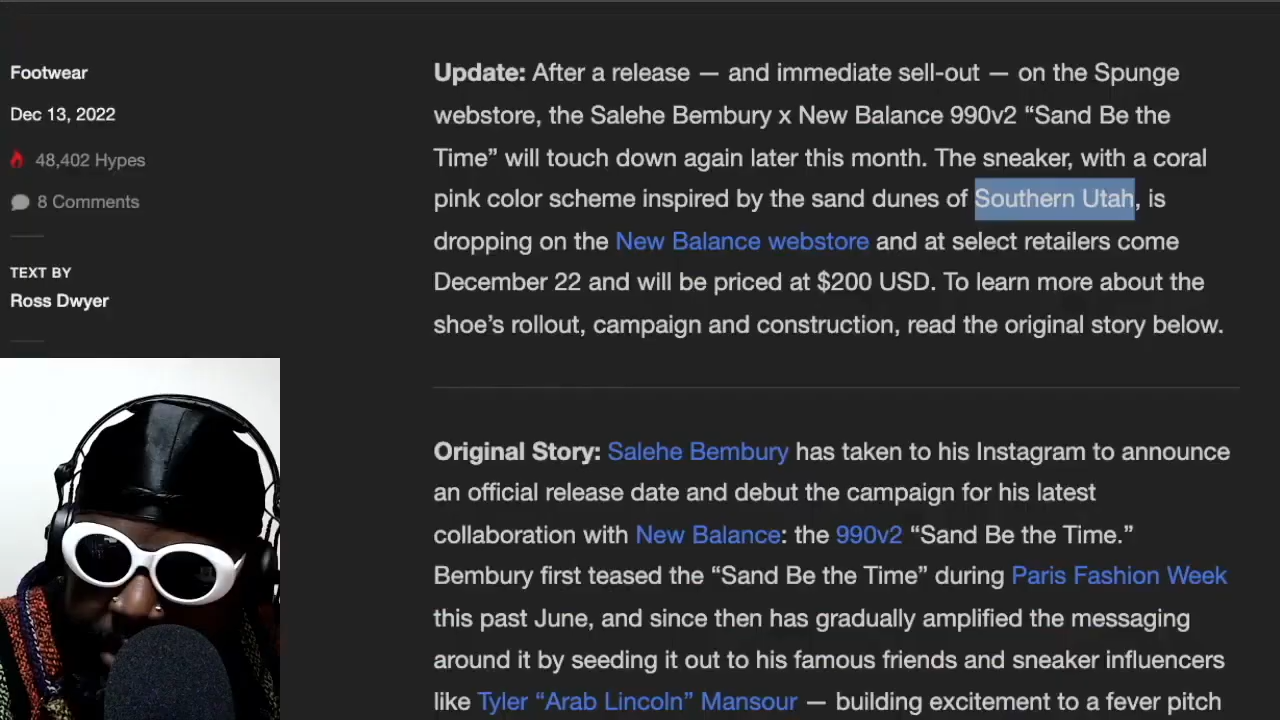 Footwear
Dec 13, 2022
48,402 Hypes
8 Comments
TEXT BY
Ross Dwyer
Update: After a release — and immediate sell-out — on the Spunge
webstore, the Salehe Bembury x New Balance 990v2 “Sand Be the
Time” will touch down again later this month. The sneaker, with a coral
pink color scheme inspired by the sand dunes of Southern Utah, is
dropping on the New Balance webstore and at select retailers come
December 22 and will be priced at $200 USD. To learn more about the
shoe’s rollout, campaign and construction, read the original story below.
Original Story: Salehe Bembury has taken to his Instagram to announce
an official release date and debut the campaign for his latest
collaboration with New Balance: the 990v2 “Sand Be the Time.”
Bembury first teased the “Sand Be the Time” during Paris Fashion Week
this past June, and since then has gradually amplified the messaging
around it by seeding it out to his famous friends and sneaker influencers
like Tyler “Arab Lincoln” Mansour — building excitement to a fever pitch